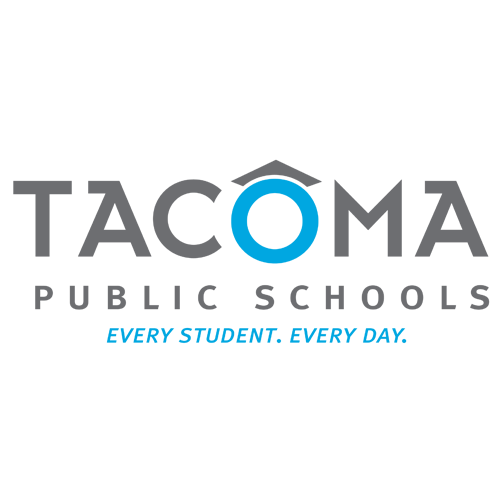 TACOMA
PUBLIC SCHOOLS
EVERY STUDENT. EVERY DAY.